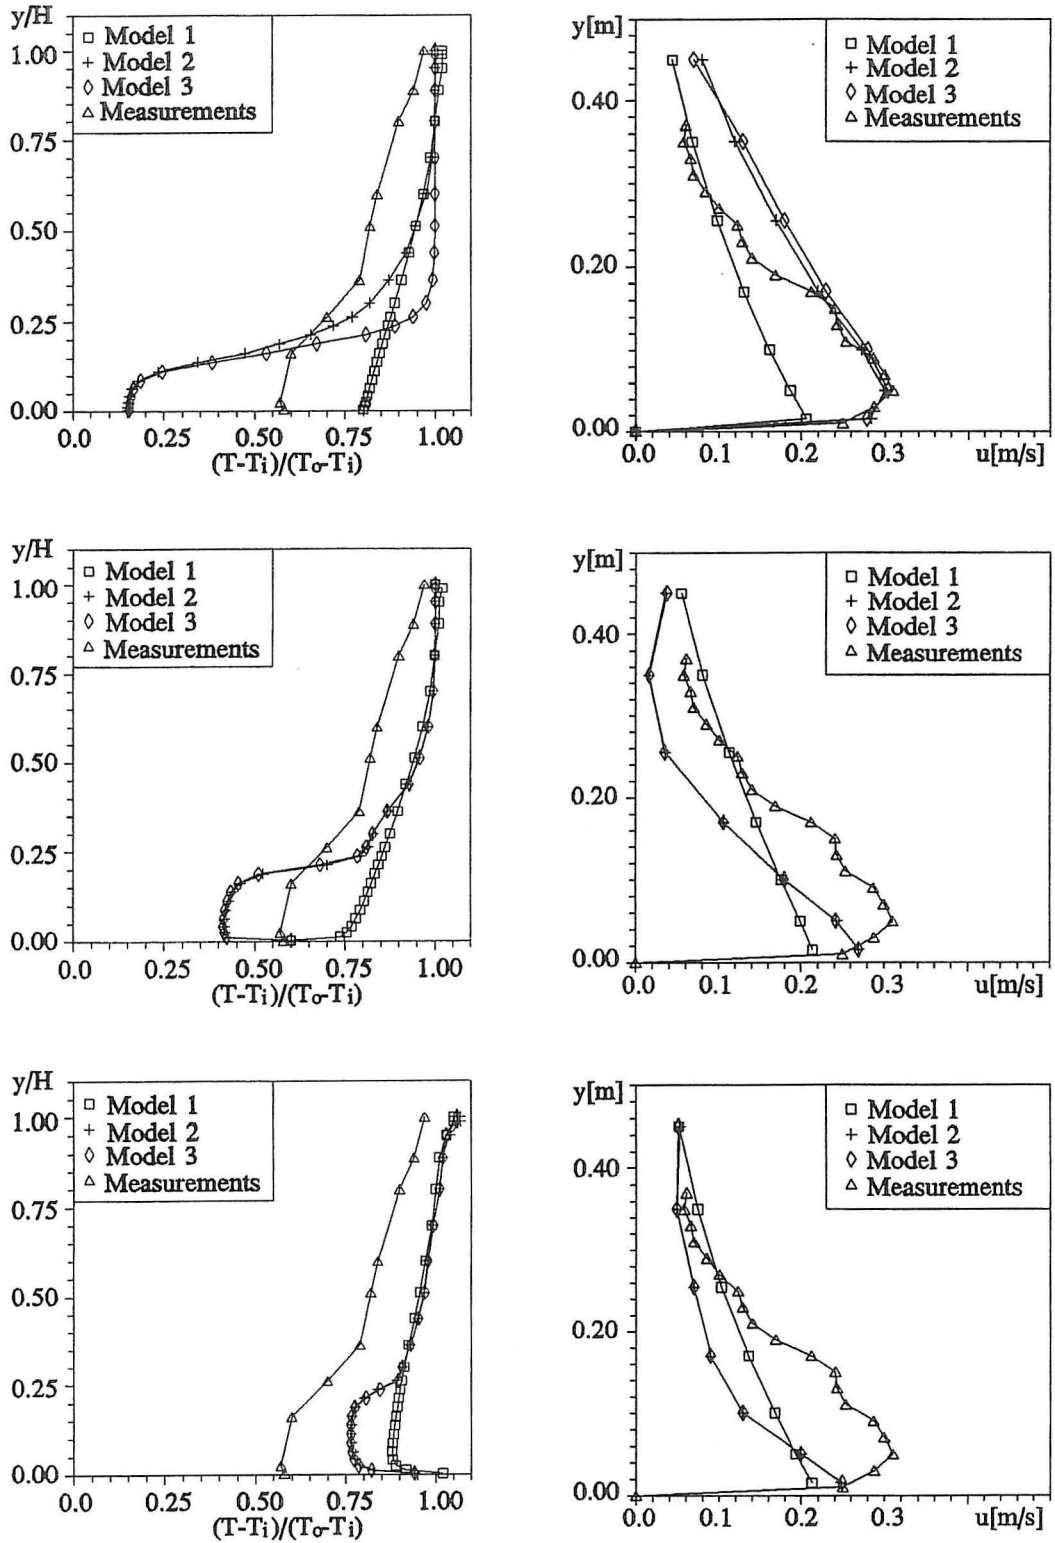 y/H
Model 1
Model 2
Model 3
Measurements
1.00
0.75
0.50
0.25
0.00
0.0
0.25
0.50
0.75
1.00
(T-Ti)/(To-Ti)
y[m]
Model 1
Model 2
Model 3
Measurements
0.40
0.20
0.00
0.0
0.1
0.2
0.3
u[m/s]
y/H
Model 1
Model 2
Model 3
Measurements
1.00
0.75
0.50
0.25
0.00
0.00
0.25
0.50
0.75
1.00
(T-Ti)/(To-Ti)
y[m]
Model 1
Model 2
Model 3
Measurements
0.40
0.20
0.00
0.0
0.1
0.2
0.3
u[m/s]
y/H
Model 1
Model 2
Model 3
Measurements
1.00
0.75
0.50
0.25
0.00
0.00
0.25
0.50
0.75
1.00
(T-Ti)/(To-Ti)
y[m]
Model 1
Model 2
Model 3
Measurements
0.40
0.20
0.00
0.0
0.1
0.2
0.3
u[m/s]